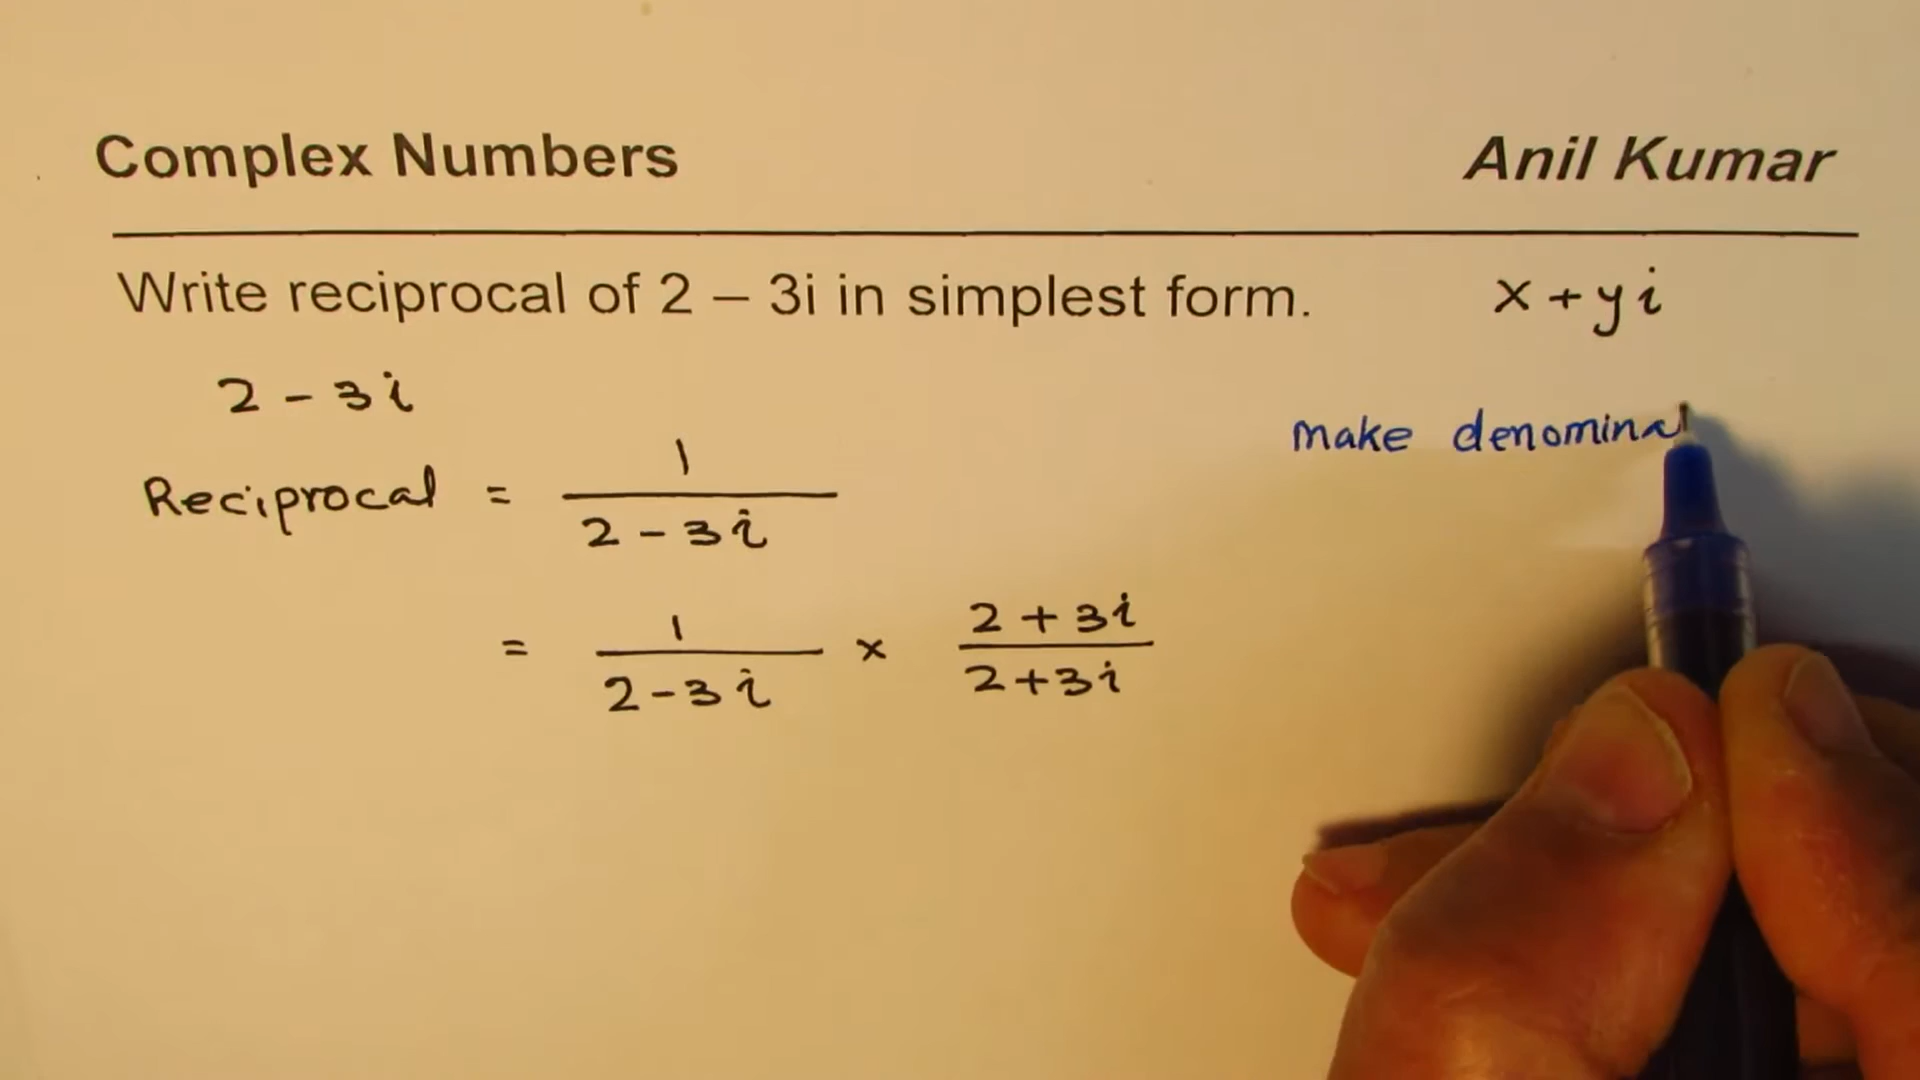 Complex Numbers Anil Kumar
Write reciprocal of 2 – 3i in simplest form. x + yi
2 - 3i
make denominat
Reciprocal = 1 / 2 - 3i
= 1 / 2 - 3i × 2 + 3i / 2 + 3i